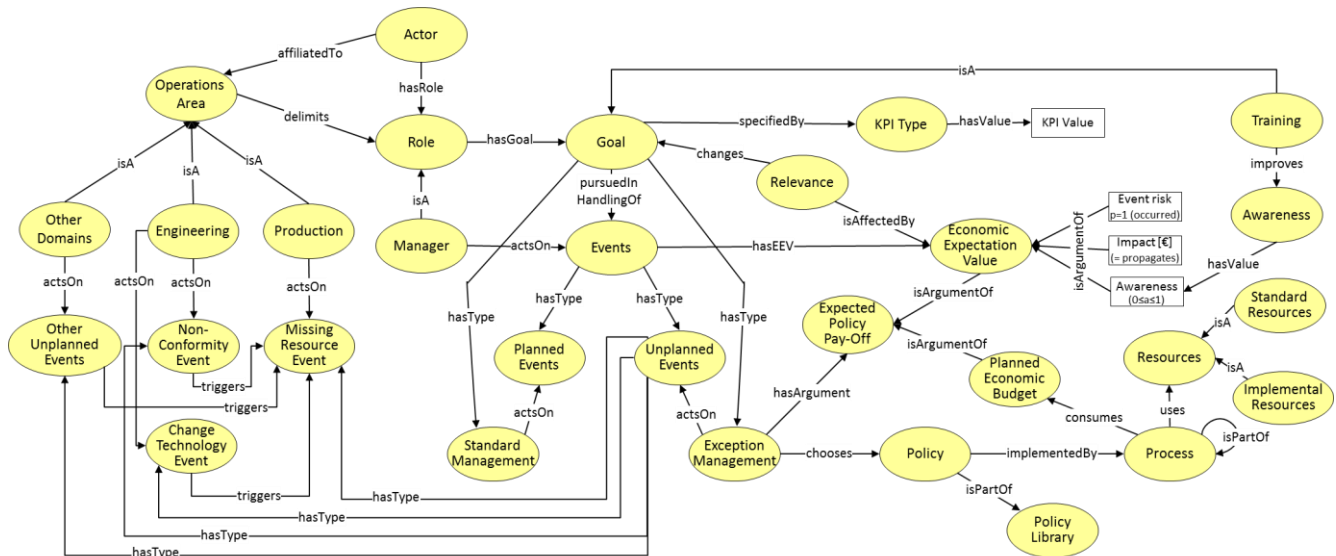 Actor
affiliatedTo
isA
Operations
Area
hasRole
delimits
Role
hasGoal
Goal
specifiedBy
KPI Type
hasValue
KPI Value
Training
changes
improves
isA
isA
isA
pursuedIn
HandlingOf
Relevance
isA
isAffectedBy
Event risk
p=1 (occurred)
Awareness
Other
Domains
Engineering
Production
Manager
actsOn
Events
hasEEV
Economic
Expectation
Value
isArgumentOf
Impact [€]
(= propagates)
hasValue
actsOn
actsOn
actsOn
actsOn
hasType
hasType
isArgumentOf
Awareness
(0≤a≤1)
Standard
Resources
hasType
hasType
Expected
Policy
Pay-Off
isA
Other
Unplanned
Events
Non-
Conformity
Event
Missing
Resource
Event
Planned
Events
Unplanned
Events
isArgumentOf
Planned
Economic
Budget
Resources
isA
Implemental
Resources
triggers
triggers
actsOn
actsOn
hasArgument
consumes
uses
isPartOf
Change
Technology
Event
Standard
Management
Exception
Management
chooses
Policy
implementedBy
Process
triggers
hasType
isPartOf
hasType
hasType
hasType
Policy
Library